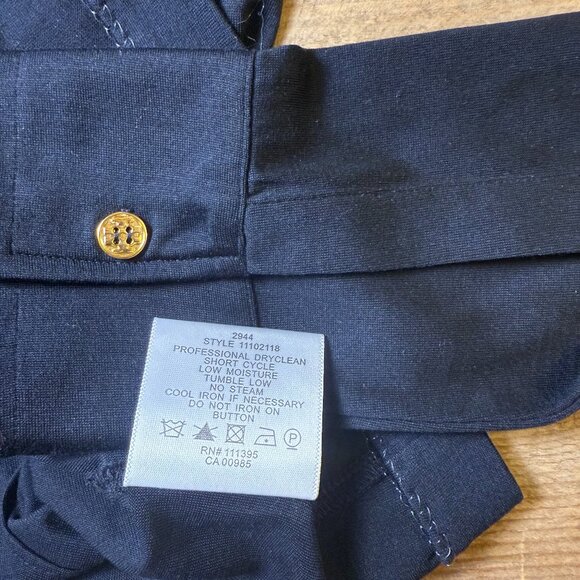 2944
STYLE 11102118
PROFESSIONAL DRYCLEAN
SHORT CYCLE
LOW MOISTURE
TUMBLE LOW
NO STEAM
COOL IRON IF NECESSARY
DO NOT IRON ON
BUTTON
P
RN# 111395
CA 00985